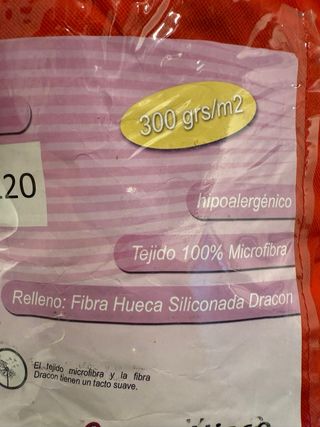 300 grs/m2
20
hipoalergénico
Tejido 100% Microfibra
Relleno: Fibra Hueca Siliconada Dracon
El tejido microfibra y la fibra
Dracon tienen un tacto suave.